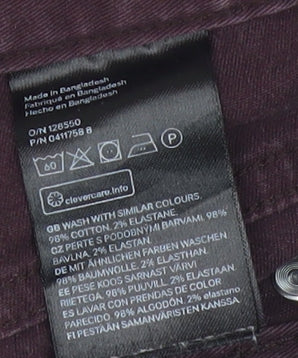 Made in Bangladesh
Fabriqué en Bangladesh
Hecho en Bangladesh
O/N 126550
P/N 0411758 8
60 P
clevercare.info
GB WASH WITH SIMILAR COLOURS.
98% COTTON, 2% ELASTANE.
CZ PERTE S PODOBNÝMI BARVAMI. 98%
BAVLNA, 2% ELASTAN.
DE MIT ÄHNLICHEN FARBEN WASCHEN
98% BAUMWOLLE, 2% ELASTHAN.
EE PESE KOOS SARNAST VÄRVI
RIIETEGA. 98% PUUVILL, 2% ELASTAAN
ES LAVAR CON PRENDAS DE COLOR
PARECIDO. 98% ALGODÓN, 2% elastano.
FI PESTÄÄN SAMANVÄRISTEN KANSSA